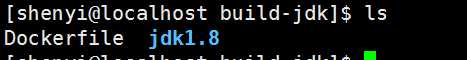 [shenyi@localhost build-jdk]$ ls
Dockerfile  jdk1.8